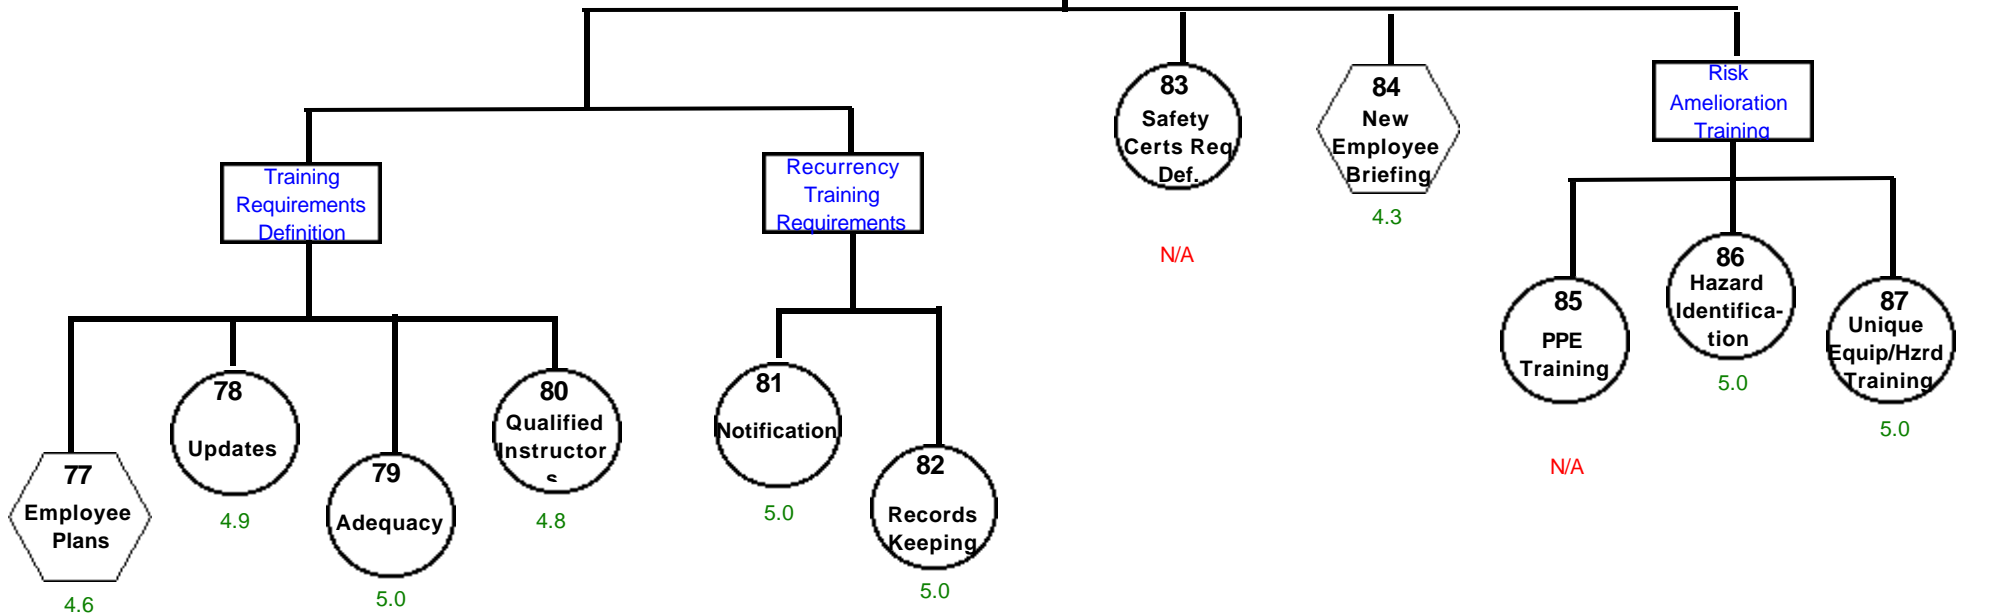 Training
Requirements
Definition
Recurrency
Training
Requirements
83
Safety
Certs Req
Def.
N/A
84
New
Employee
Briefing
4.3
Risk
Amelioration
Training
77
Employee
Plans
4.6
78
Updates
4.9
79
Adequacy
5.0
80
Qualified
Instructor
s
4.8
81
Notification
5.0
82
Records
Keeping
5.0
85
PPE
Training
N/A
86
Hazard
Identifica-
tion
5.0
87
Unique
Equip/Hzrd
Training
5.0